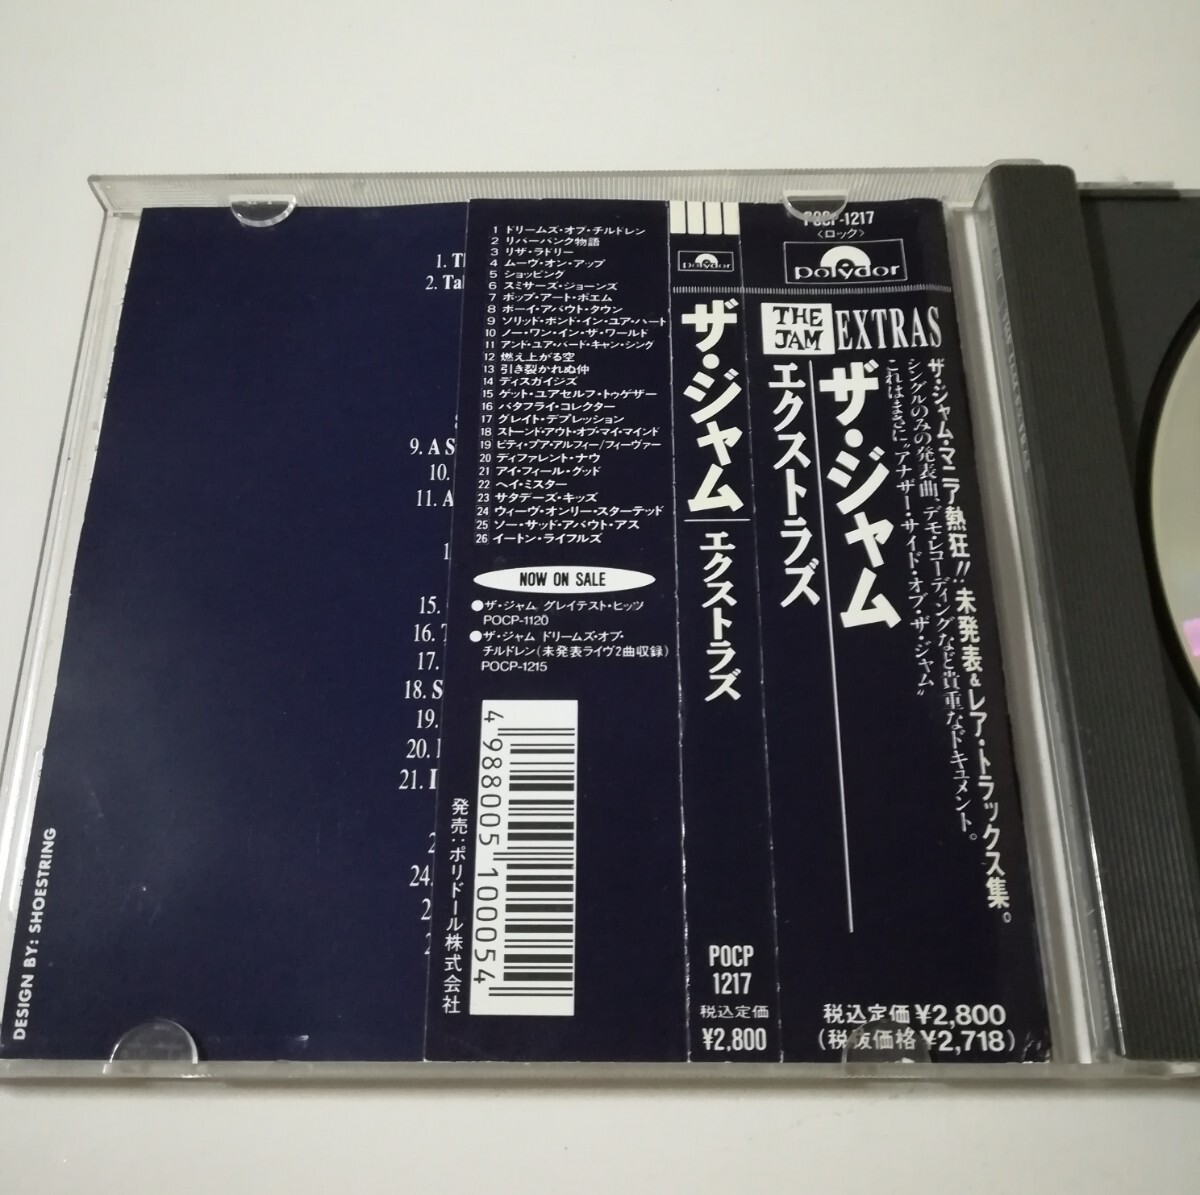 DESIGN BY: SHOESTRING
9. A S
10.
11. A
15.
16.
17.
18. S
19.
20.
21. I
24.
1 ドリームズ・オブ・チルドレン
2 リバーバンク物語
3 リザ・ラドリー
4 ムーヴ・オン・アップ
5 ショッピング
6 スミサーズ・ジョーンズ
7 ポップ・アート・ポエム
8 ボーイ・アバウト・タウン
9 ソリッド・ボンド・イン・ユア・ハート
10 ノー・ワン・イン・ザ・ワールド
11 アンド・ユア・バード・キャン・シング
12 燃え上がる空
13 引き裂かれぬ仲
14 ディスガイジズ
15 ゲット・ユアセルフ・トゥゲザー
16 バタフライ・コレクター
17 グレイト・デプレッション
18 ストーンド・アウト・オブ・マイ・マインド
19 ピティ・プア・アルフィー/フィーヴァー
20 ディファレント・ナウ
21 アイ・フィール・グッド
22 ヘイ・ミスター
23 サタデーズ・キッズ
24 ウィーヴ・オンリー・スターテッド
25 ソー・サッド・アバウト・アス
26 イートン・ライフルズ
NOW ON SALE
●ザ・ジャム グレイテスト・ヒッツ
POCP-1120
●ザ・ジャム ドリームズ・オブ・
チルドレン(未発表ライヴ2曲収録)
POCP-1215
4 988005 100054
発売:ポリドール株式会社
polydor
ザ・ジャム エクストラズ
POCP
1217
税込定価
¥2,800
POCP-1217
〈ロック〉
polydor
THE JAM EXTRAS
ザ・ジャム
エクストラズ
ザ・ジャム・マニア熱狂!!未発表&レア・トラックス集。
シングルのみの発表曲、デモ・レコーディングなど貴重なドキュメント。
これはまさに"アナザー・サイド・オブ・ザ・ジャム"
税込定価¥2,800
(税抜価格¥2,718)